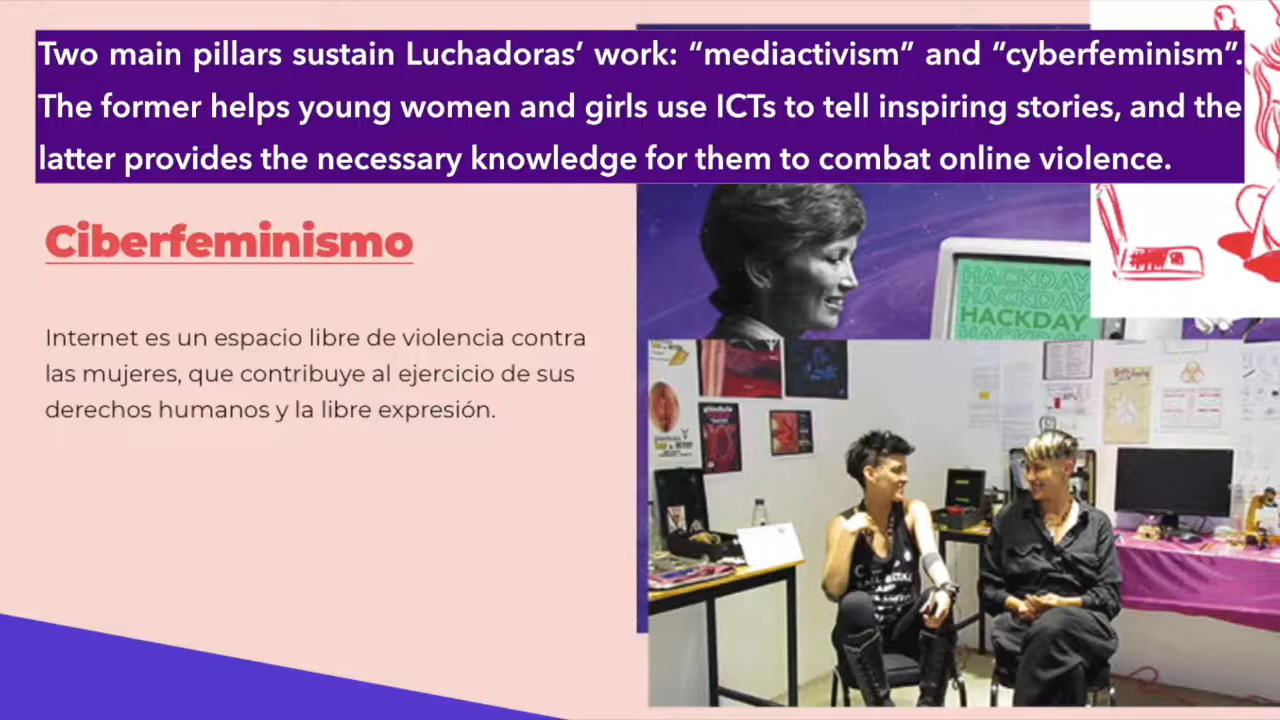 Two main pillars sustain Luchadoras’ work: “mediactivism” and “cyberfeminism”.
The former helps young women and girls use ICTs to tell inspiring stories, and the
latter provides the necessary knowledge for them to combat online violence.
Ciberfeminismo
Internet es un espacio libre de violencia contra
las mujeres, que contribuye al ejercicio de sus
derechos humanos y la libre expresión.
HACKDAY
HACKDAY
HACKDAY
HACKDAY